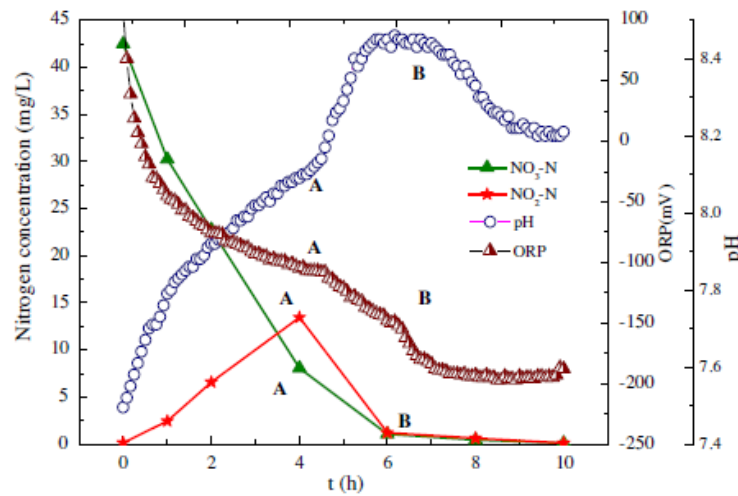 Nitrogen concentration (mg/L)
45
40
35
30
25
20
15
10
5
0
0
2
4
6
8
10
t (h)
100
50
0
-50
-100
-150
-200
-250
ORP(mV)
8.4
8.2
8.0
7.8
7.6
7.4
pH
NO3-N
NO2-N
pH
ORP
A
A
A
A
B
B
B